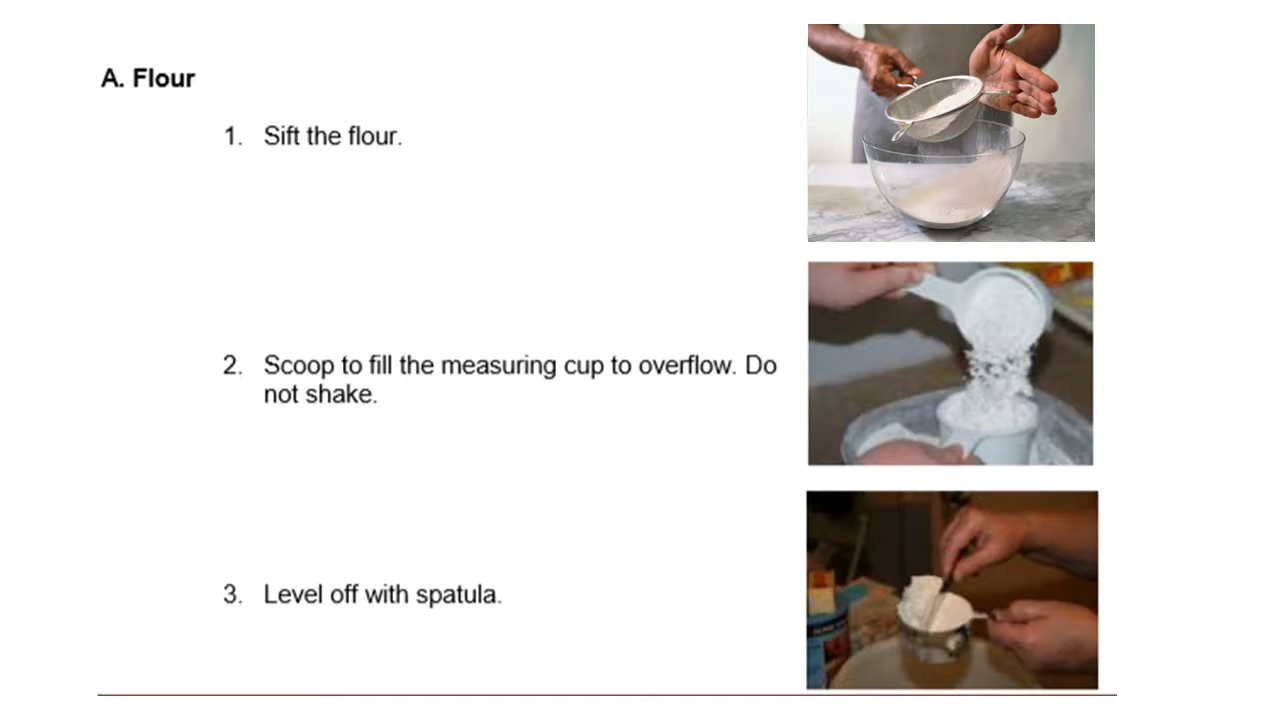 A. Flour
1. Sift the flour.
2. Scoop to fill the measuring cup to overflow. Do
not shake.
3. Level off with spatula.